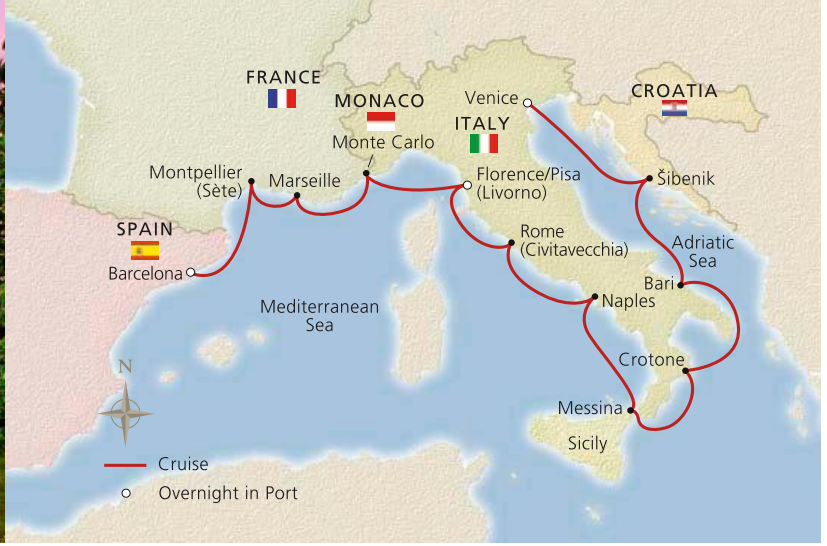 FRANCE
MONACO
Monte Carlo
Venice
ITALY
CROATIA
Montpellier
(Sète)
Marseille
Florence/Pisa
(Livorno)
Šibenik
SPAIN
Barcelona
Rome
(Civitavecchia)
Adriatic
Sea
Bari
Mediterranean
Sea
Naples
N
Crotone
Messina
Sicily
Cruise
Overnight in Port